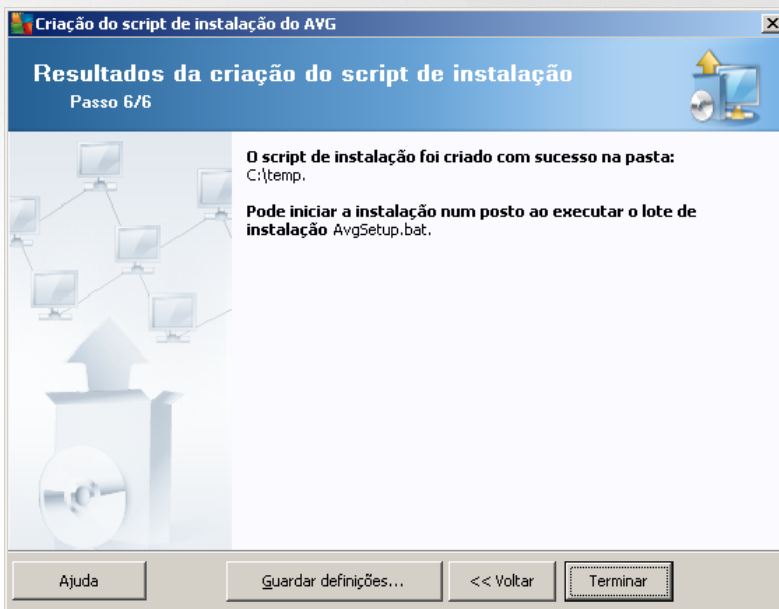 Criação do script de instalação do AVG
Resultados da criação do script de instalação
Passo 6/6
O script de instalação foi criado com sucesso na pasta:
C:\temp.
Pode iniciar a instalação num posto ao executar o lote de
instalação AvgSetup.bat.
Ajuda
Guardar definições...
<< Voltar
Terminar